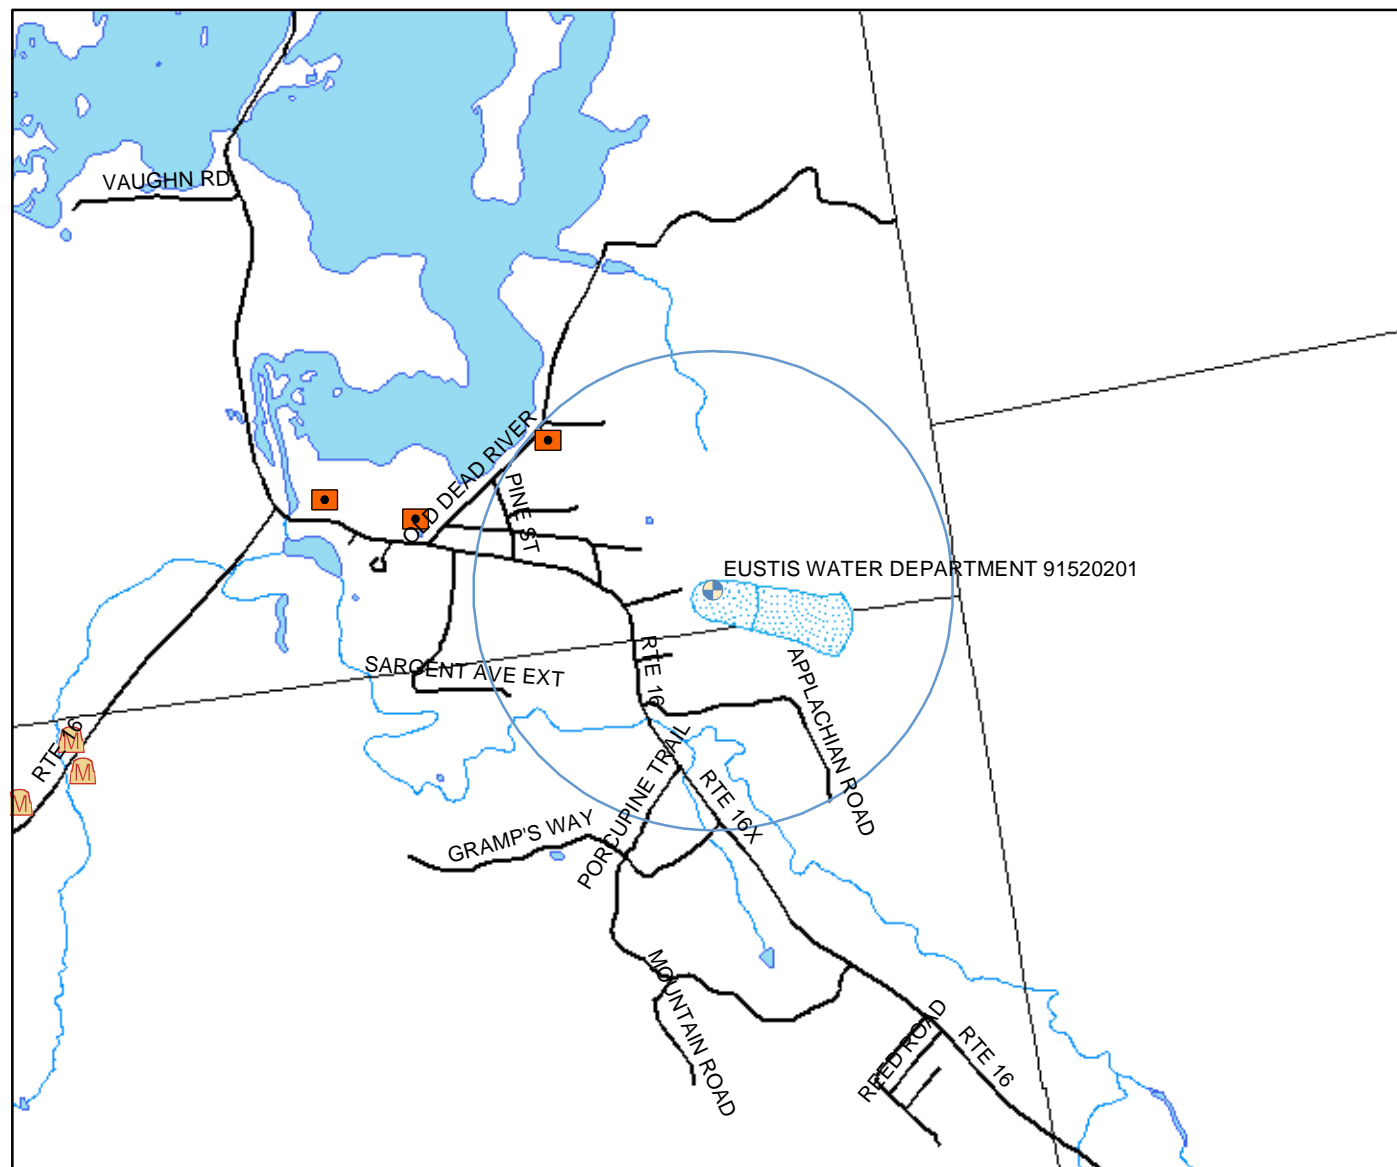 VAUGHN RD
OLD DEAD RIVER
PINE ST
EUSTIS WATER DEPARTMENT 91520201
SARGENT AVE EXT
RTE 16
APPLACHIAN ROAD
RTE 16
M
M
M
PORCUPINE TRAIL
RTE 16X
GRAMP'S WAY
MOUNTAIN ROAD
REED ROAD
RTE 16